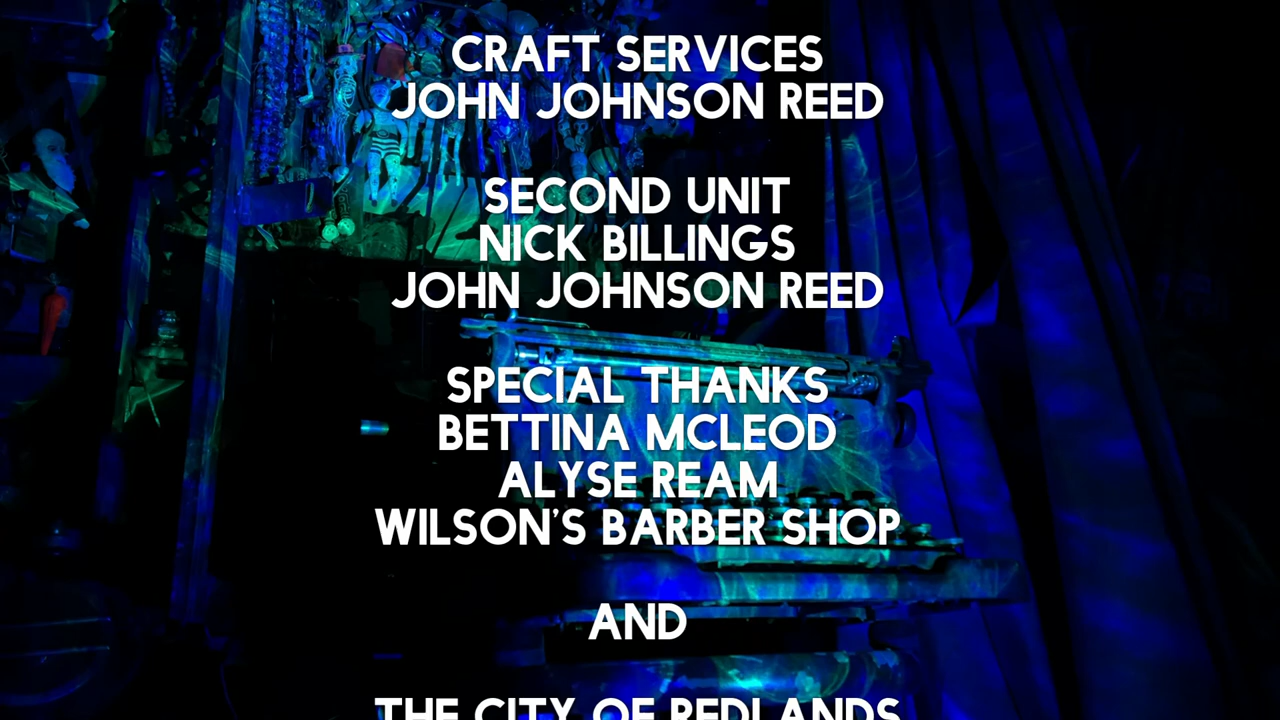 CRAFT SERVICES
JOHN JOHNSON REED
SECOND UNIT
NICK BILLINGS
JOHN JOHNSON REED
SPECIAL THANKS
BETTINA MCLEOD
ALYSE REAM
WILSON'S BARBER SHOP
AND
THE CITY OF REDLANDS